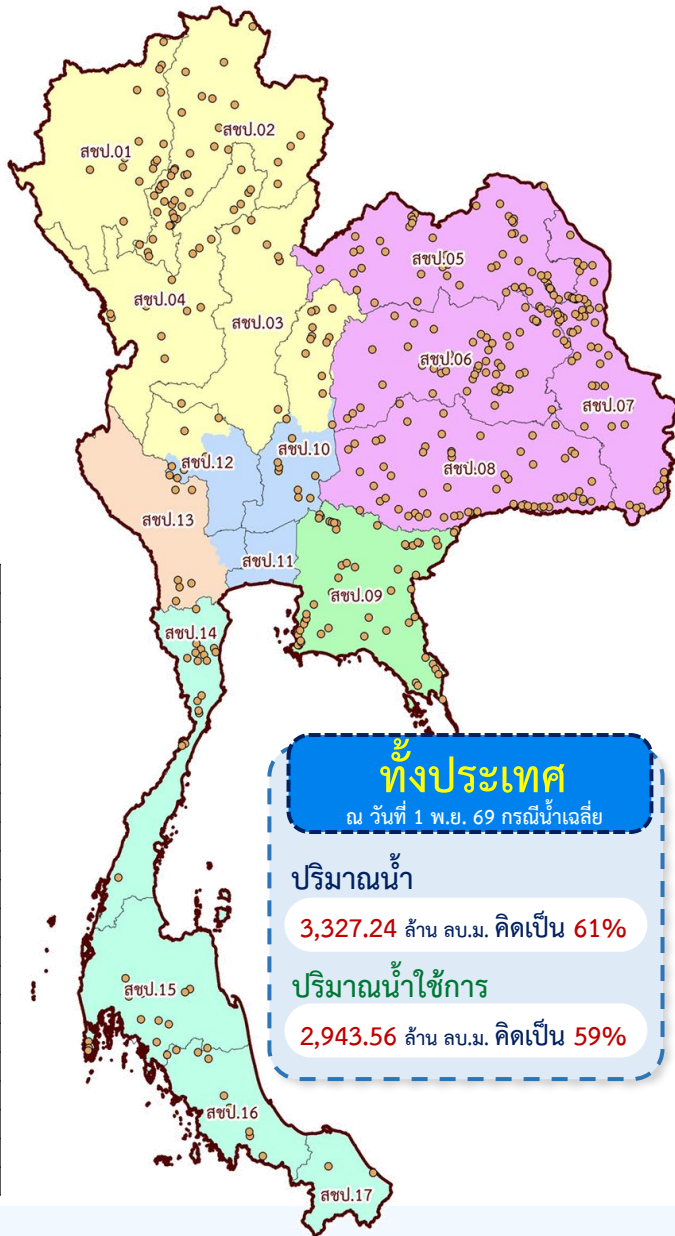 สชป.01
สชป.02
สชป.03
สชป.04
สชป.05
สชป.06
สชป.07
สชป.08
สชป.09
สชป.10
สชป.11
สชป.12
สชป.13
สชป.14
สชป.15
สชป.16
สชป.17
ทั้งประเทศ
ณ วันที่ 1 พ.ย. 69 กรณีน้ำเฉลี่ย
ปริมาณน้ำ
3,327.24 ล้าน ลบ.ม. คิดเป็น 61%
ปริมาณน้ำใช้การ
2,943.56 ล้าน ลบ.ม. คิดเป็น 59%